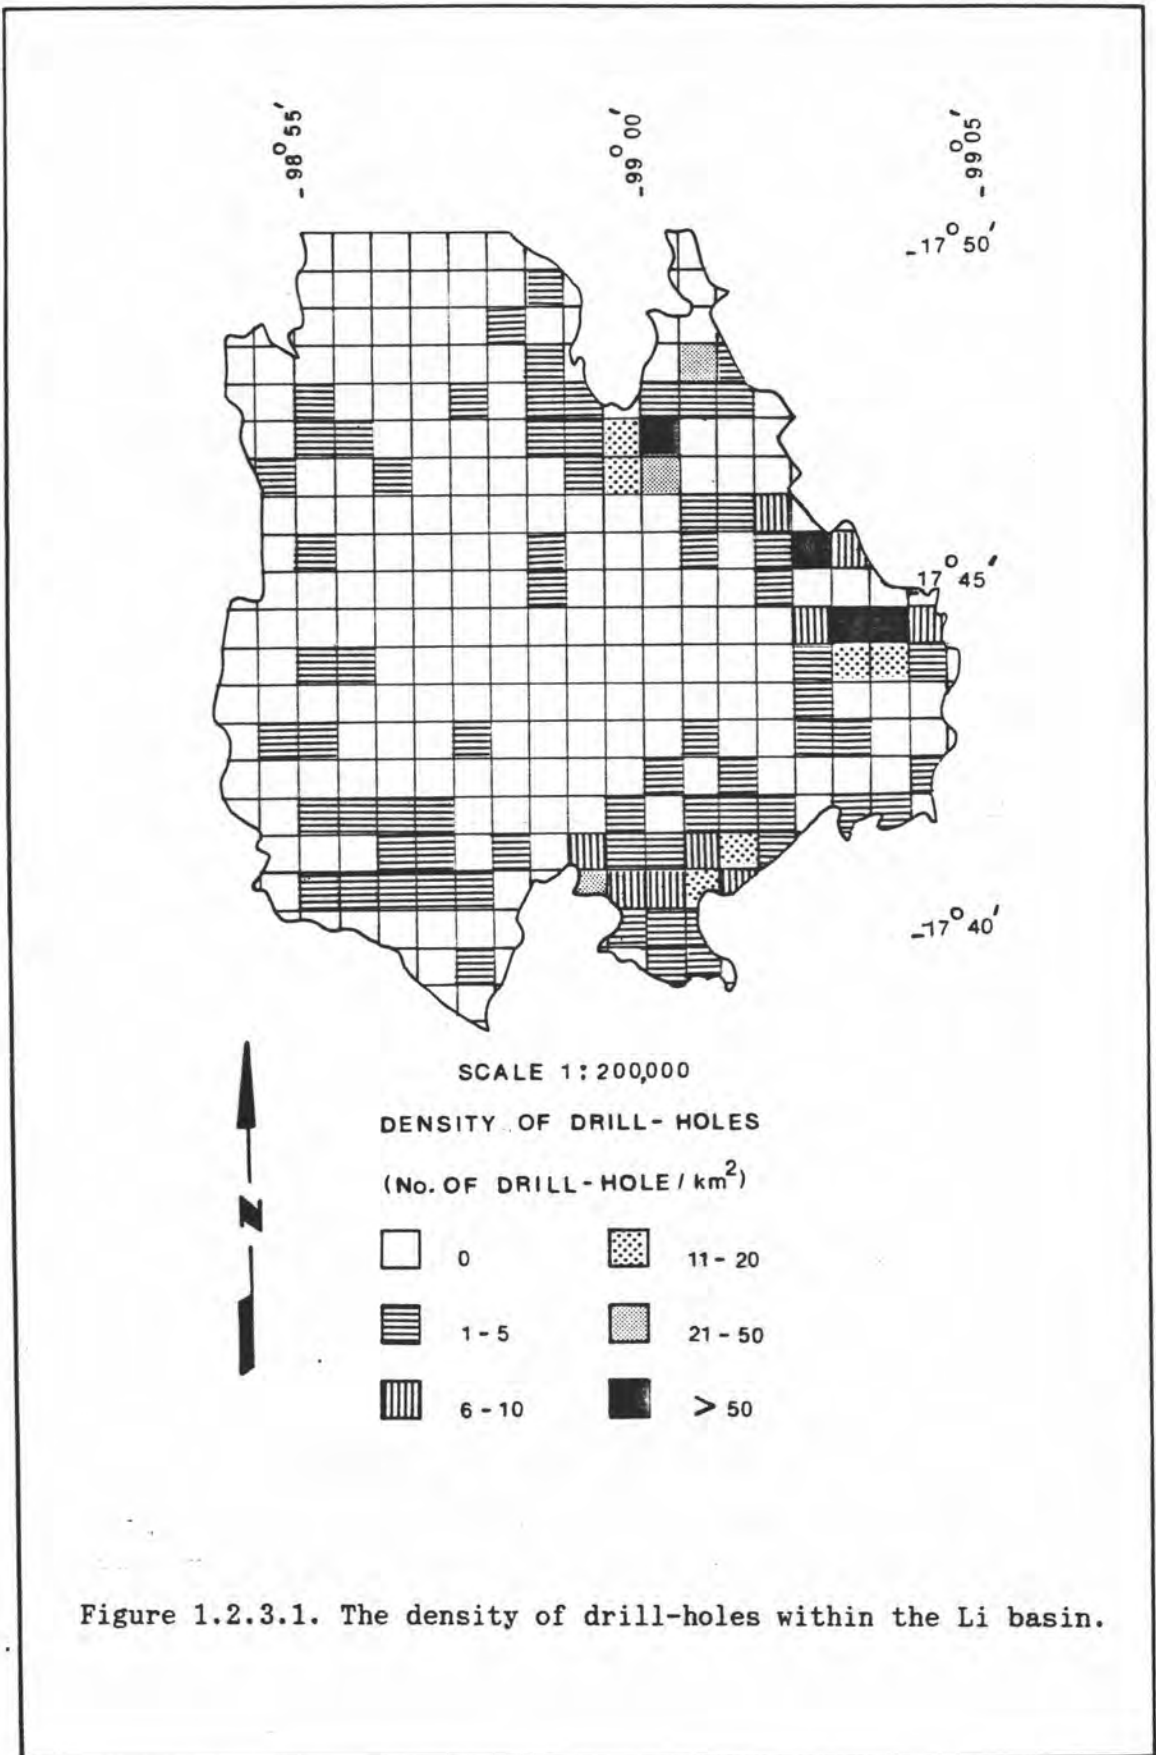 -98° 55'
-99° 00'
-99° 05'
-17° 50'
17° 45'
-17° 40'
SCALE 1:200,000
DENSITY OF DRILL-HOLES
(No. OF DRILL-HOLE / km²)
N
0
11 - 20
1 - 5
21 - 50
6 - 10
> 50
Figure 1.2.3.1. The density of drill-holes within the Li basin.